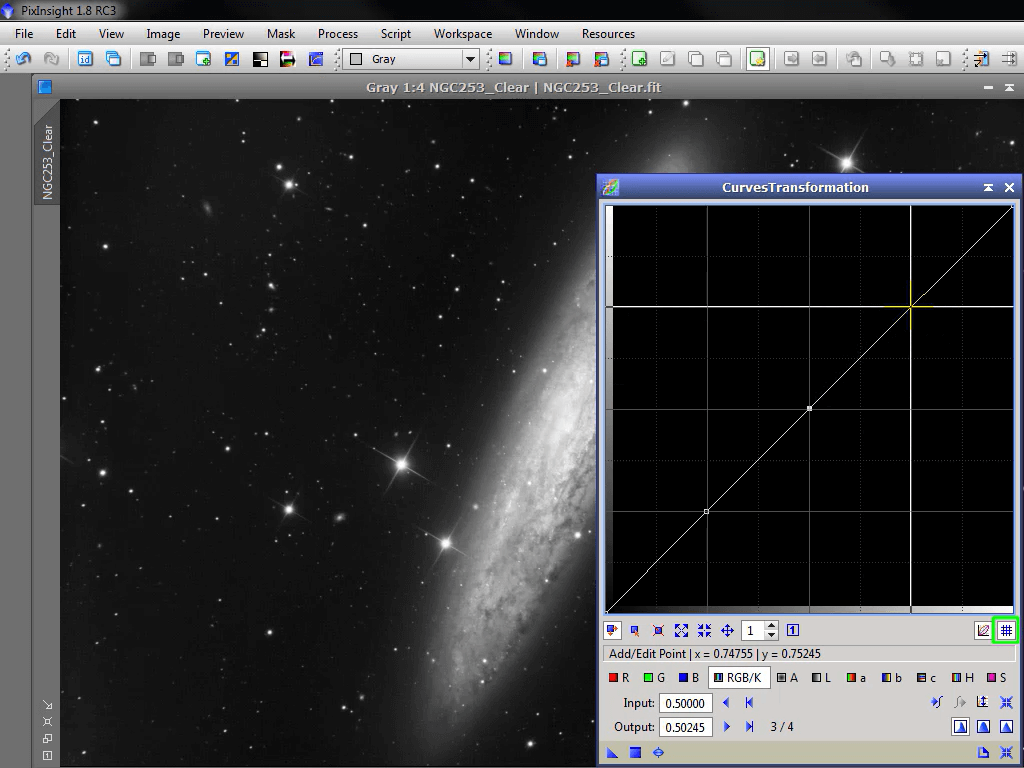 PixInsight 1.8 RC3
File Edit View Image Preview Mask Process Script Workspace Window Resources
id Gray
Gray 1:4 NGC253_Clear | NGC253_Clear.fit
NGC253_Clear
CurvesTransformation
1 1
Add/Edit Point | x = 0.74755 | y = 0.75245
R G B RGB/K A L a b c H S
Input: 0.50000
Output: 0.50245 3 / 4